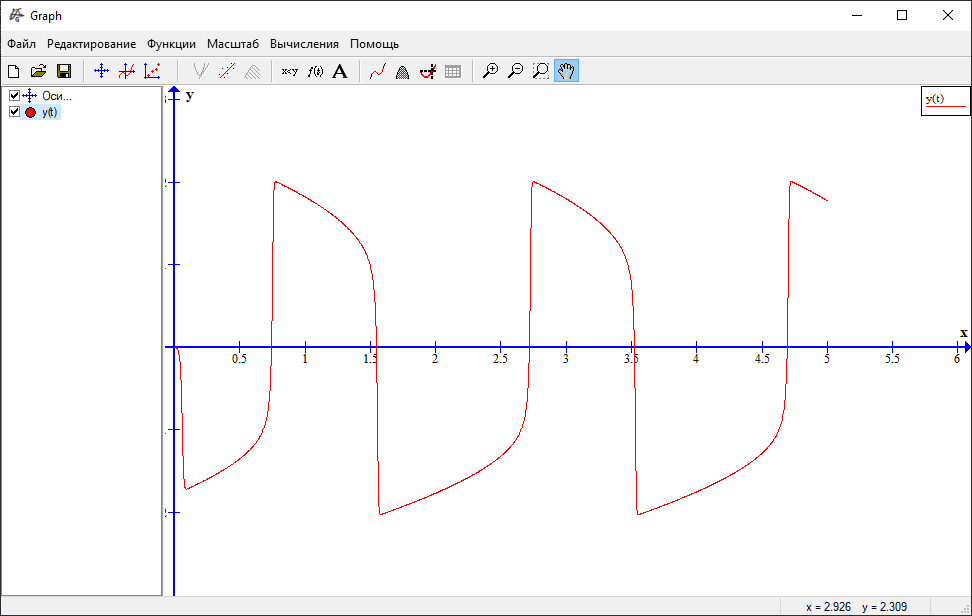 Graph
Файл Редактирование Функции Масштаб Вычисления Помощь
x<y f(t) A
Оси...
y(t)
y
y(t)
x
0.5 1 1.5 2 2.5 3 3.5 4 4.5 5 5.5 6
x = 2.926 y = 2.309